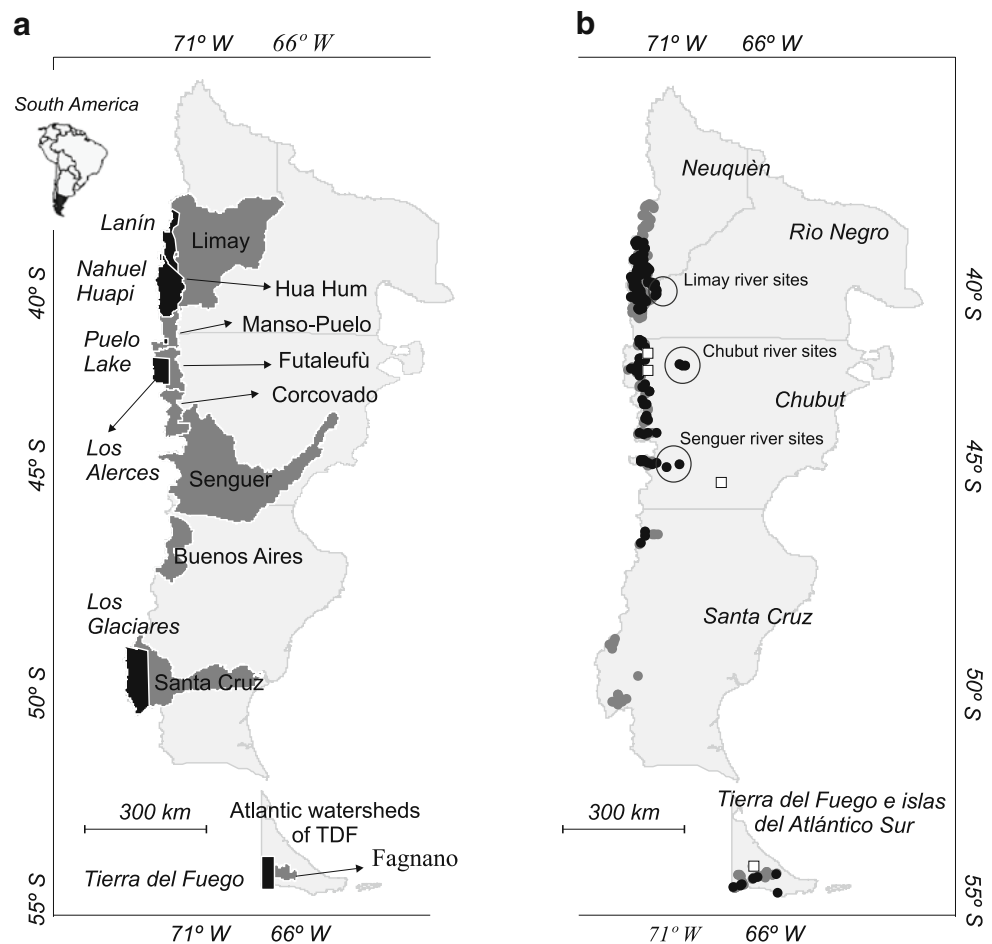 a
71º W 66º W
South America
Lanín
Limay
Nahuel
Huapi
Hua Hum
40º S
Manso-Puelo
Puelo
Lake
Futaleufù
Corcovado
Los
Alerces
45º S
Senguer
Buenos Aires
Los
Glaciares
Santa Cruz
50º S
300 km
Atlantic watersheds
of TDF
Fagnano
Tierra del Fuego
55º S
71º W 66º W
b
71º W 66º W
Neuquèn
Rìo Negro
Limay river sites
40º S
Chubut river sites
Chubut
Senguer river sites
45º S
Santa Cruz
50º S
300 km
Tierra del Fuego e islas
del Atlántico Sur
55º S
71º W 66º W